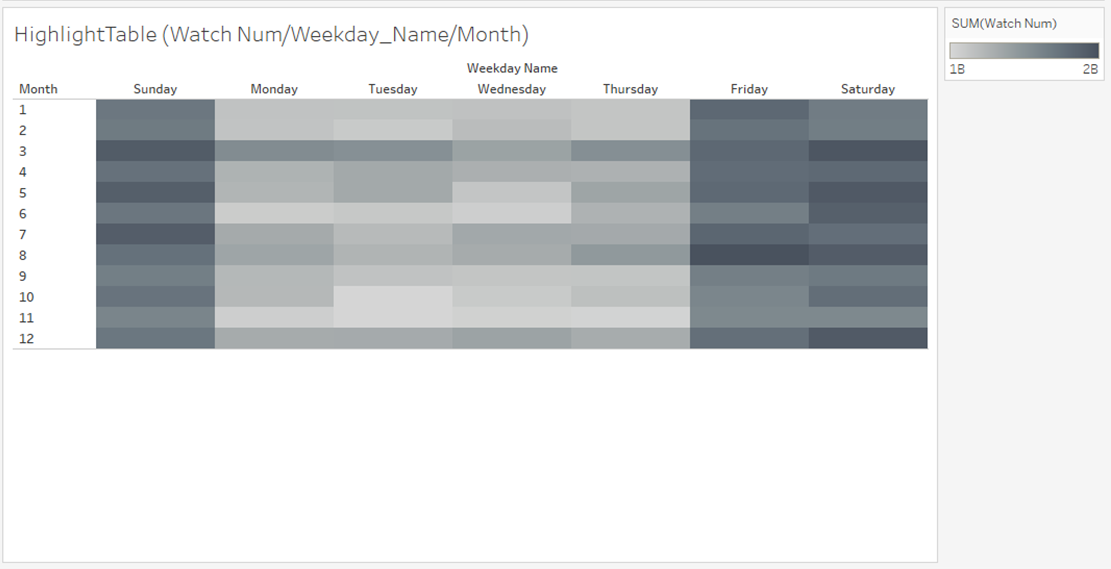 HighlightTable (Watch Num/Weekday_Name/Month)
Weekday Name
Month Sunday Monday Tuesday Wednesday Thursday Friday Saturday
1
2
3
4
5
6
7
8
9
10
11
12
SUM(Watch Num)
1B 2B